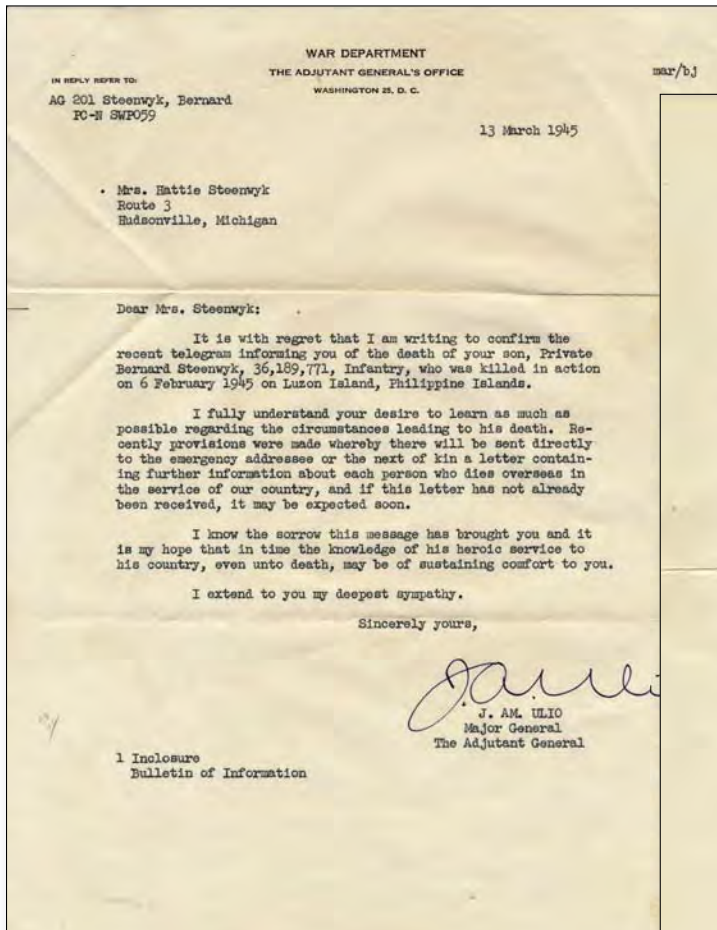 WAR DEPARTMENT
THE ADJUTANT GENERAL'S OFFICE
WASHINGTON 25, D. C.
mar/bj
IN REPLY REFER TO:
AG 201 Steenwyk, Bernard
PC-N SWP059
13 March 1945
Mrs. Hattie Steenwyk
Route 3
Hudsonville, Michigan
Dear Mrs. Steenwyk:
It is with regret that I am writing to confirm the
recent telegram informing you of the death of your son, Private
Bernard Steenwyk, 36,189,771, Infantry, who was killed in action
on 6 February 1945 on Luzon Island, Philippine Islands.
I fully understand your desire to learn as much as
possible regarding the circumstances leading to his death. Re-
cently provisions were made whereby there will be sent directly
to the emergency addressee or the next of kin a letter contain-
ing further information about each person who dies overseas in
the service of our country, and if this letter has not already
been received, it may be expected soon.
I know the sorrow this message has brought you and it
is my hope that in time the knowledge of his heroic service to
his country, even unto death, may be of sustaining comfort to you.
I extend to you my deepest sympathy.
Sincerely yours,
J. A. Uli
J. AM. ULIO
Major General
The Adjutant General
1 Inclosure
Bulletin of Information